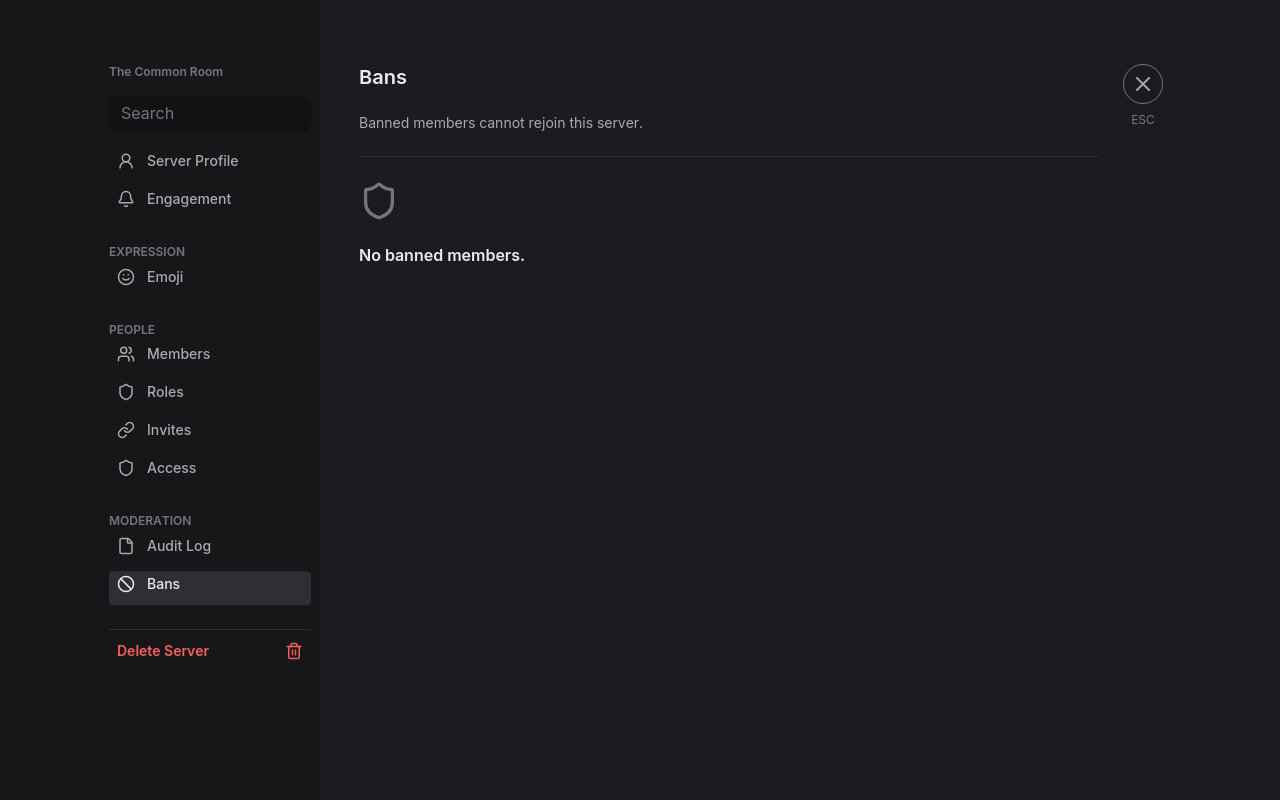 The Common Room
Search
Server Profile
Engagement
EXPRESSION
Emoji
PEOPLE
Members
Roles
Invites
Access
MODERATION
Audit Log
Bans
Delete Server
Bans
Banned members cannot rejoin this server.
No banned members.
ESC